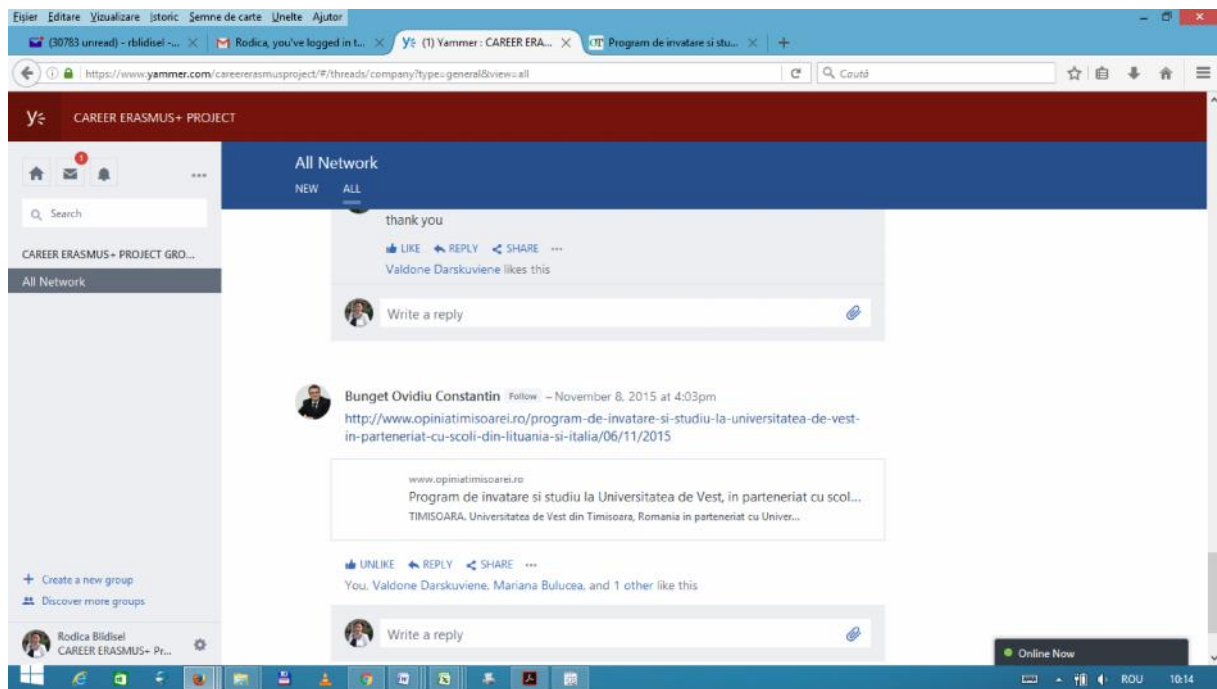 Eişier Editare Vizualizare Istoric Semne de carte Unelte Ajutor
(30783 unread) - rblidisel -...
Rodica, you've logged in t...
(1) Yammer : CAREER ERA...
Program de invatare si stu...
https://www.yammer.com/careererasmusproject/#/threads/company?type=general&view=all
Caută
CAREER ERASMUS+ PROJECT
1
Search
CAREER ERASMUS+ PROJECT GRO...
All Network
+ Create a new group
Discover more groups
Rodica Blidisel
CAREER ERASMUS+ Pr...
All Network
NEW ALL
thank you
LIKE REPLY SHARE ...
Valdone Darskuviene likes this
Write a reply
Bunget Ovidiu Constantin Follow – November 8, 2015 at 4:03pm
http://www.opiniatimisoarei.ro/program-de-invatare-si-studiu-la-universitatea-de-vest-
in-parteneriat-cu-scoli-din-lituania-si-italia/06/11/2015
www.opiniatimisoarei.ro
Program de invatare si studiu la Universitatea de Vest, in parteneriat cu scol...
TIMISOARA. Universitatea de Vest din Timisoara, Romania in parteneriat cu Univer...
UNLIKE REPLY SHARE ...
You, Valdone Darskuviene, Mariana Bulucea, and 1 other like this
Write a reply
Online Now
ROU 10:14